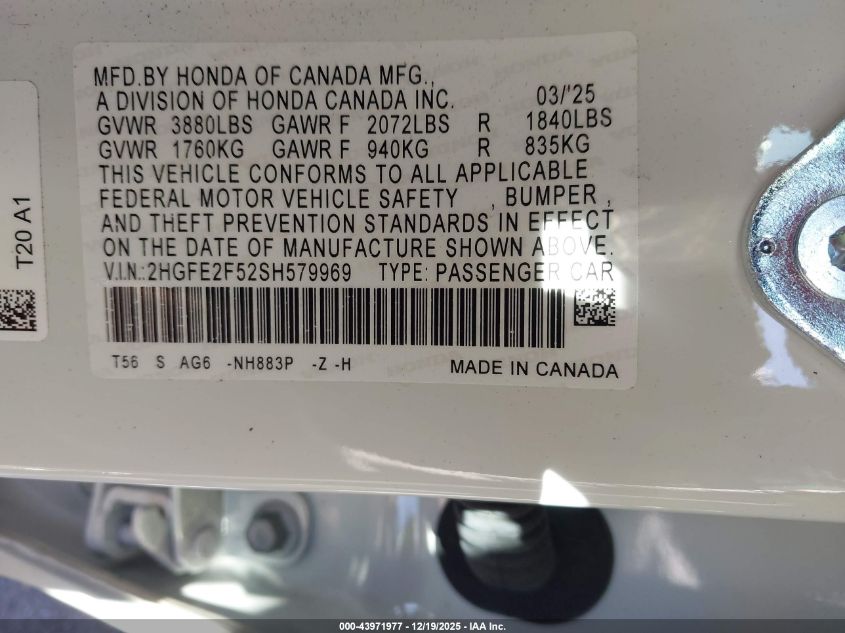 MFD.BY HONDA OF CANADA MFG.,
A DIVISION OF HONDA CANADA INC. 03/'25
GVWR 3880LBS GAWR F 2072LBS R 1840LBS
GVWR 1760KG GAWR F 940KG R 835KG
THIS VEHICLE CONFORMS TO ALL APPLICABLE
FEDERAL MOTOR VEHICLE SAFETY , BUMPER ,
AND THEFT PREVENTION STANDARDS IN EFFECT
ON THE DATE OF MANUFACTURE SHOWN ABOVE.
V.I.N.:2HGFE2F52SH579969 TYPE: PASSENGER CAR
T56 S AG6 -NH883P -Z -H
MADE IN CANADA
T20 A1
000-43971977 - 12/19/2025 - IAA Inc.